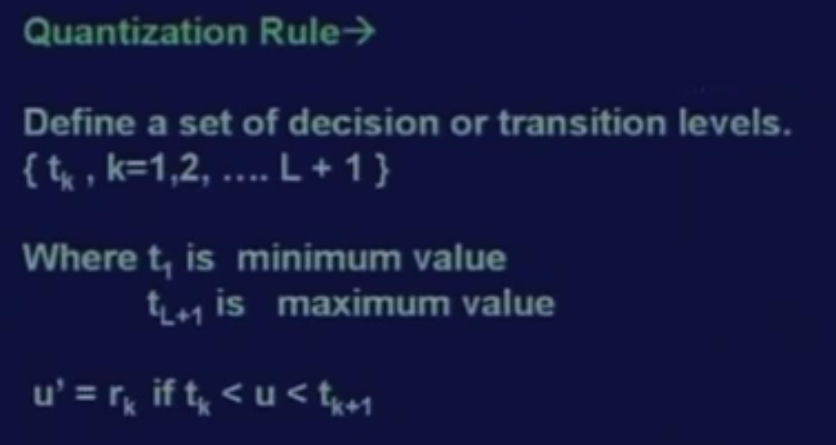 Quantization Rule→
Define a set of decision or transition levels.
{ tₖ , k=1,2, .... L + 1 }
Where t₁ is minimum value
t_L+1 is maximum value
u' = rₖ if tₖ < u < tₖ₊₁